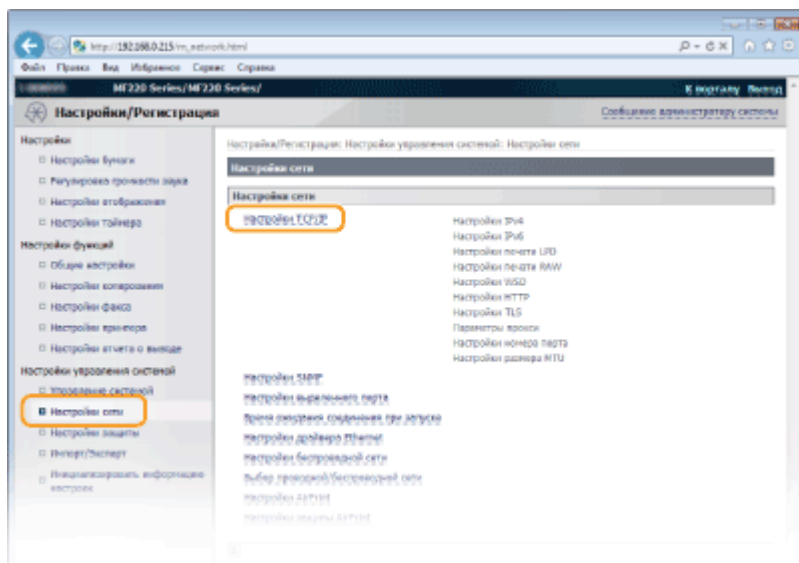 http://192.168.0.215/m_network.html
Файл Правка Вид Избранное Сервис Справка
MF220 Series/MF220 Series/
К порталу Выход
Настройки/Регистрация
Сообщение администратору системы
Настройки
Настройки бумаги
Регулировка громкости звука
Настройки отображения
Настройки таймера
Настройки функций
Общие настройки
Настройки копирования
Настройки факса
Настройки принтера
Настройки отчета о выводе
Настройки управления системой
Управление системой
Настройки сети
Настройки защиты
Импорт/Экспорт
Инициализировать информацию
настроек
Настройки/Регистрация: Настройки управления системой: Настройки сети
Настройки сети
Настройки сети
Настройки TCP/IP
Настройки IPv4
Настройки IPv6
Настройки печати LPD
Настройки печати RAW
Настройки WSD
Настройки HTTP
Настройки TLS
Параметры прокси
Настройки номера порта
Настройки размера MTU
Настройки SNMP
Настройки выделенного порта
Время ожидания соединения при запуске
Настройки драйвера Ethernet
Настройки беспроводной сети
Выбор проводной/беспроводной сети
Настройки AirPrint
Настройки защиты AirPrint